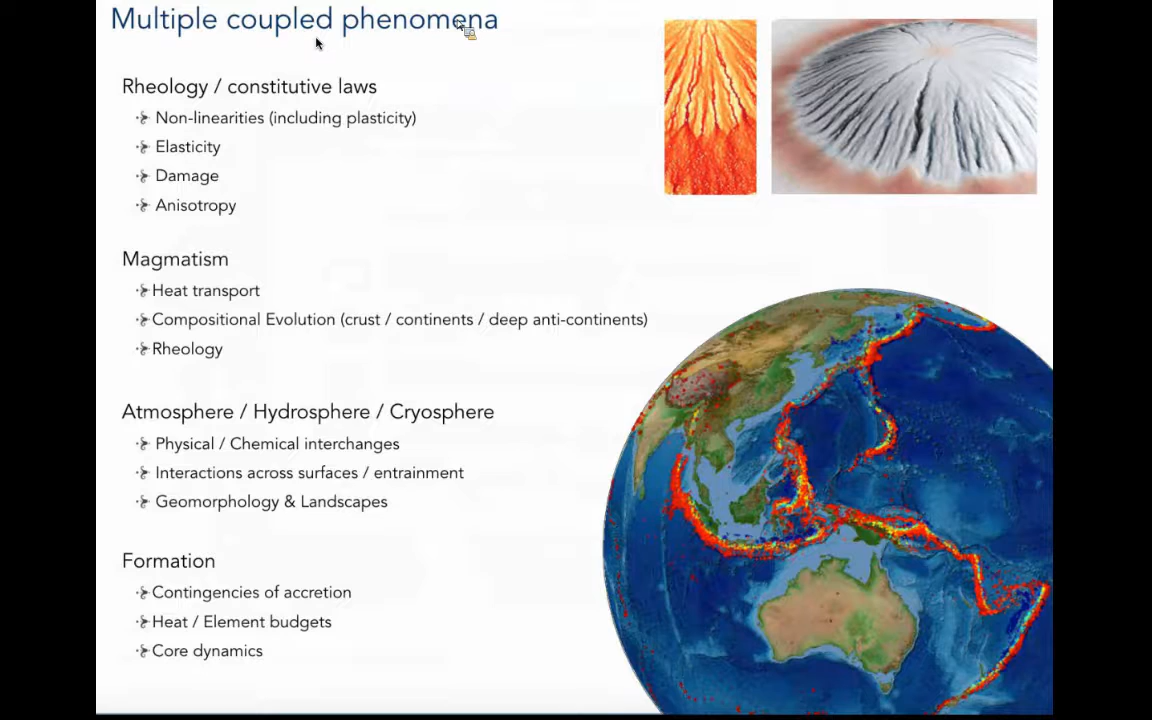 Multiple coupled phenomena
Rheology / constitutive laws
Non-linearities (including plasticity)
Elasticity
Damage
Anisotropy
Magmatism
Heat transport
Compositional Evolution (crust / continents / deep anti-continents)
Rheology
Atmosphere / Hydrosphere / Cryosphere
Physical / Chemical interchanges
Interactions across surfaces / entrainment
Geomorphology & Landscapes
Formation
Contingencies of accretion
Heat / Element budgets
Core dynamics